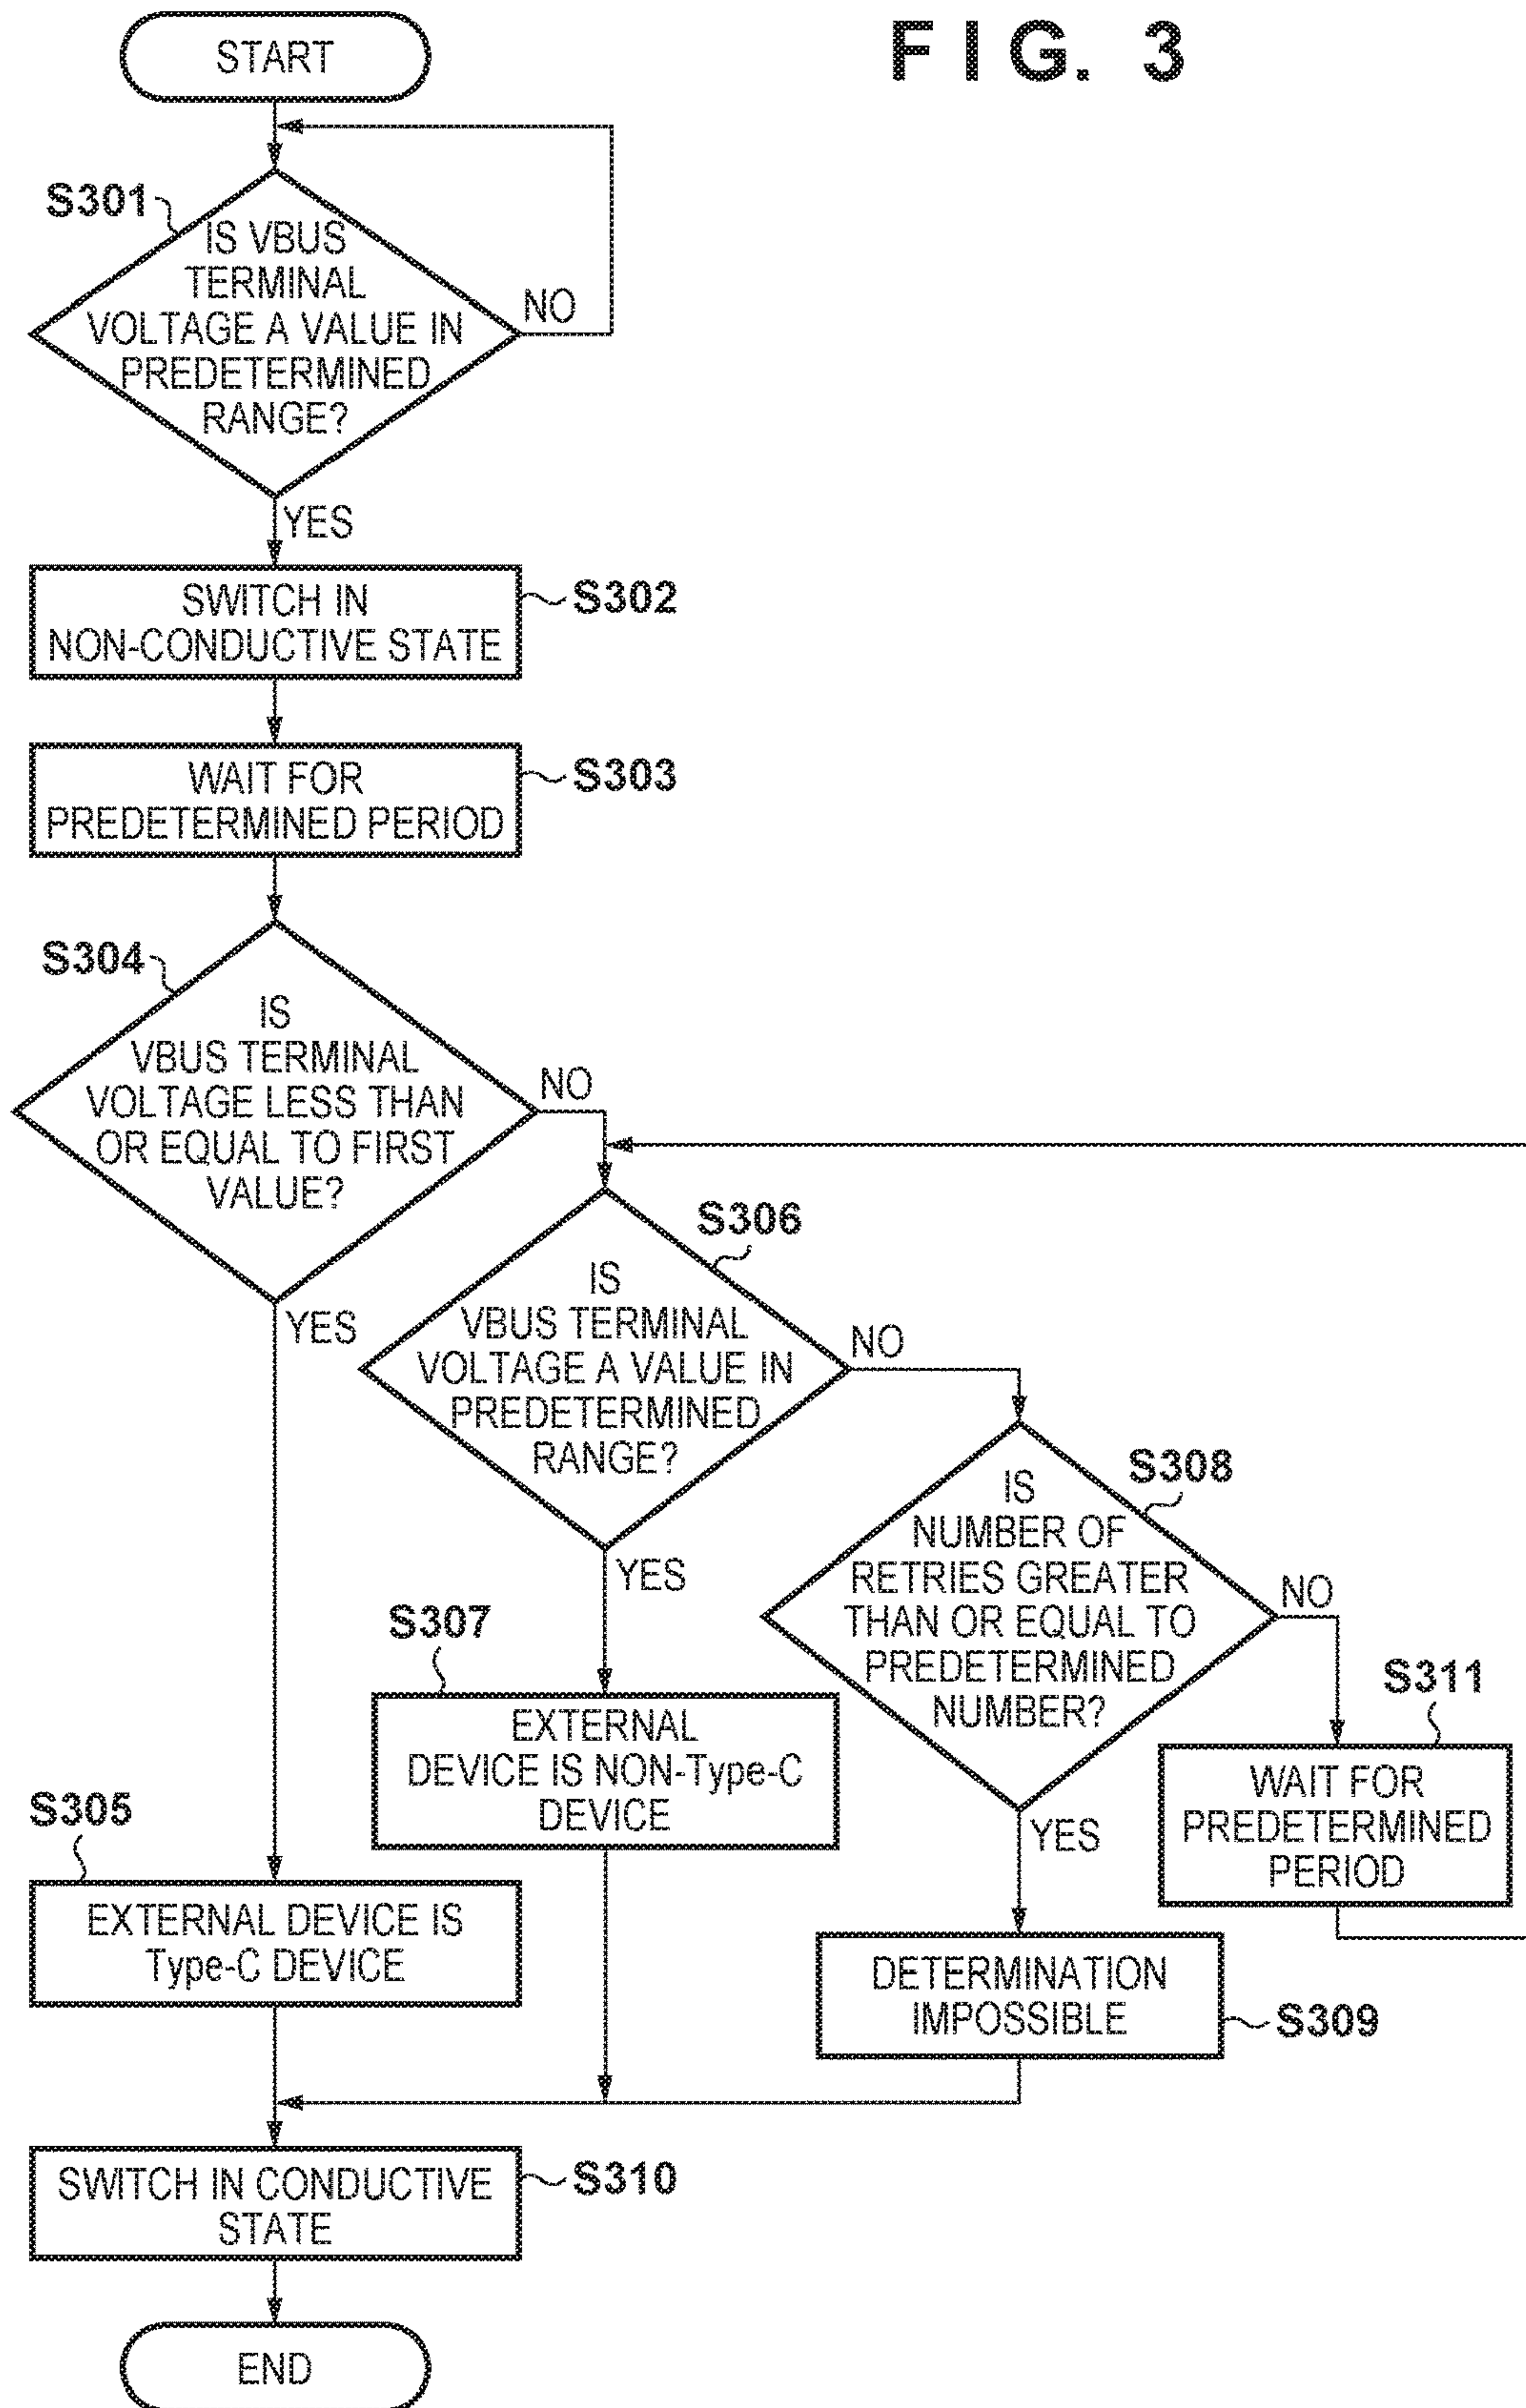 FIG. 3
START
S301
IS VBUS
TERMINAL
VOLTAGE A VALUE IN
PREDETERMINED
RANGE?
NO
YES
SWITCH IN
NON-CONDUCTIVE STATE
S302
WAIT FOR
PREDETERMINED PERIOD
S303
S304
IS
VBUS TERMINAL
VOLTAGE LESS THAN
OR EQUAL TO FIRST
VALUE?
NO
YES
S306
IS
VBUS TERMINAL
VOLTAGE A VALUE IN
PREDETERMINED
RANGE?
NO
YES
S308
IS
NUMBER OF
RETRIES GREATER
THAN OR EQUAL TO
PREDETERMINED
NUMBER?
NO
YES
S307
EXTERNAL
DEVICE IS NON-Type-C
DEVICE
S311
WAIT FOR
PREDETERMINED
PERIOD
S305
EXTERNAL DEVICE IS
Type-C DEVICE
DETERMINATION
IMPOSSIBLE
S309
SWITCH IN CONDUCTIVE
STATE
S310
END